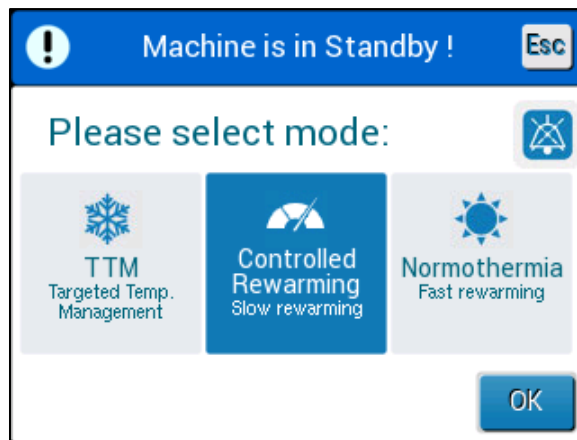 Machine is in Standby !
Esc
Please select mode:
TTM
Targeted Temp.
Management
Controlled
Rewarming
Slow rewarming
Normothermia
Fast rewarming
OK